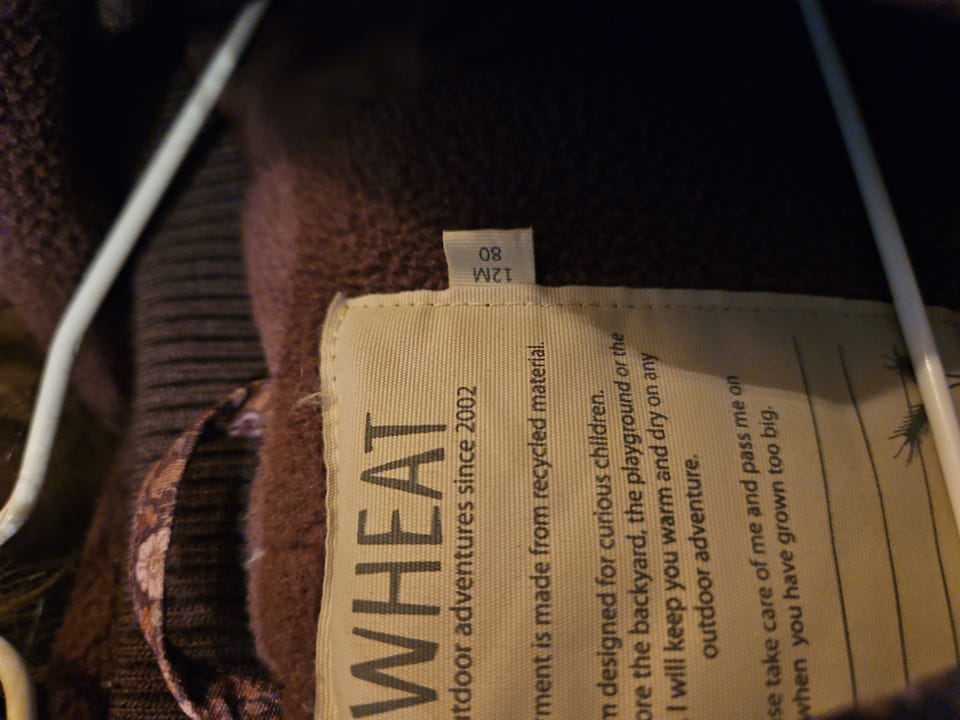 12M
80
WHEAT
utdoor adventures since 2002
rment is made from recycled material.
m designed for curious children.
ore the backyard, the playground or the
I will keep you warm and dry on any
outdoor adventure.
se take care of me and pass me on
when you have grown too big.